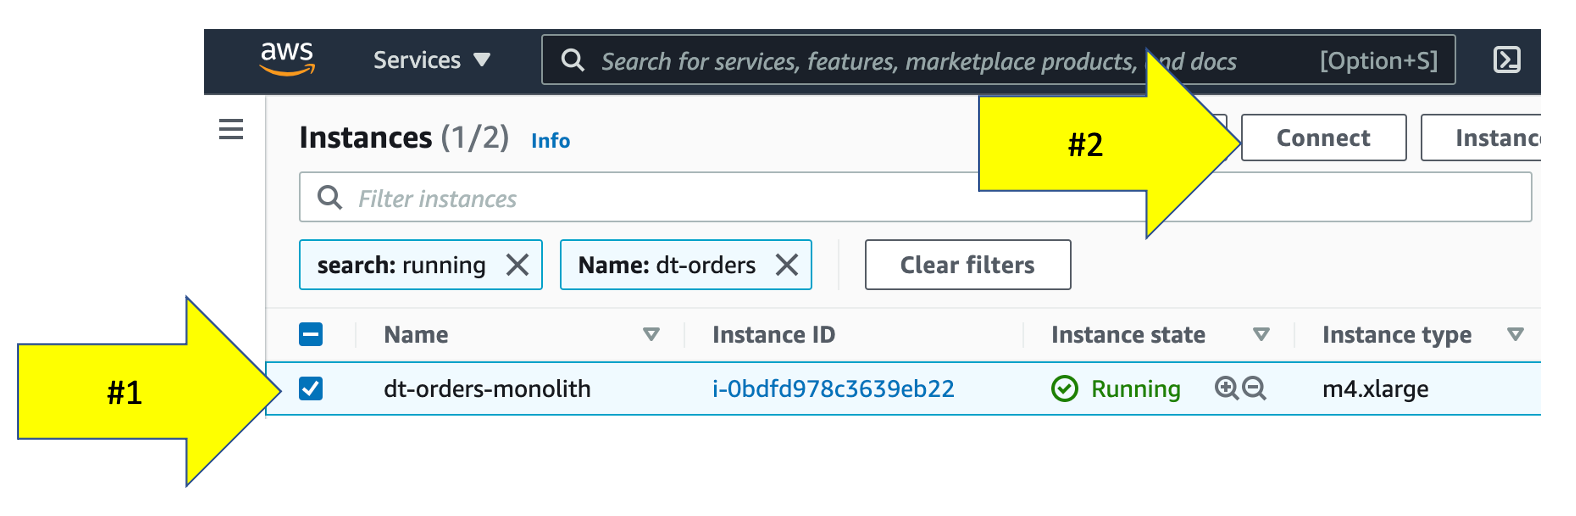 aws Services Search for services, features, marketplace products, and docs [Option+S]
Instances (1/2) Info #2 Connect Instanc
Filter instances
search: running Name: dt-orders Clear filters
Name Instance ID Instance state Instance type
#1 dt-orders-monolith i-0bdfd978c3639eb22 Running m4.xlarge